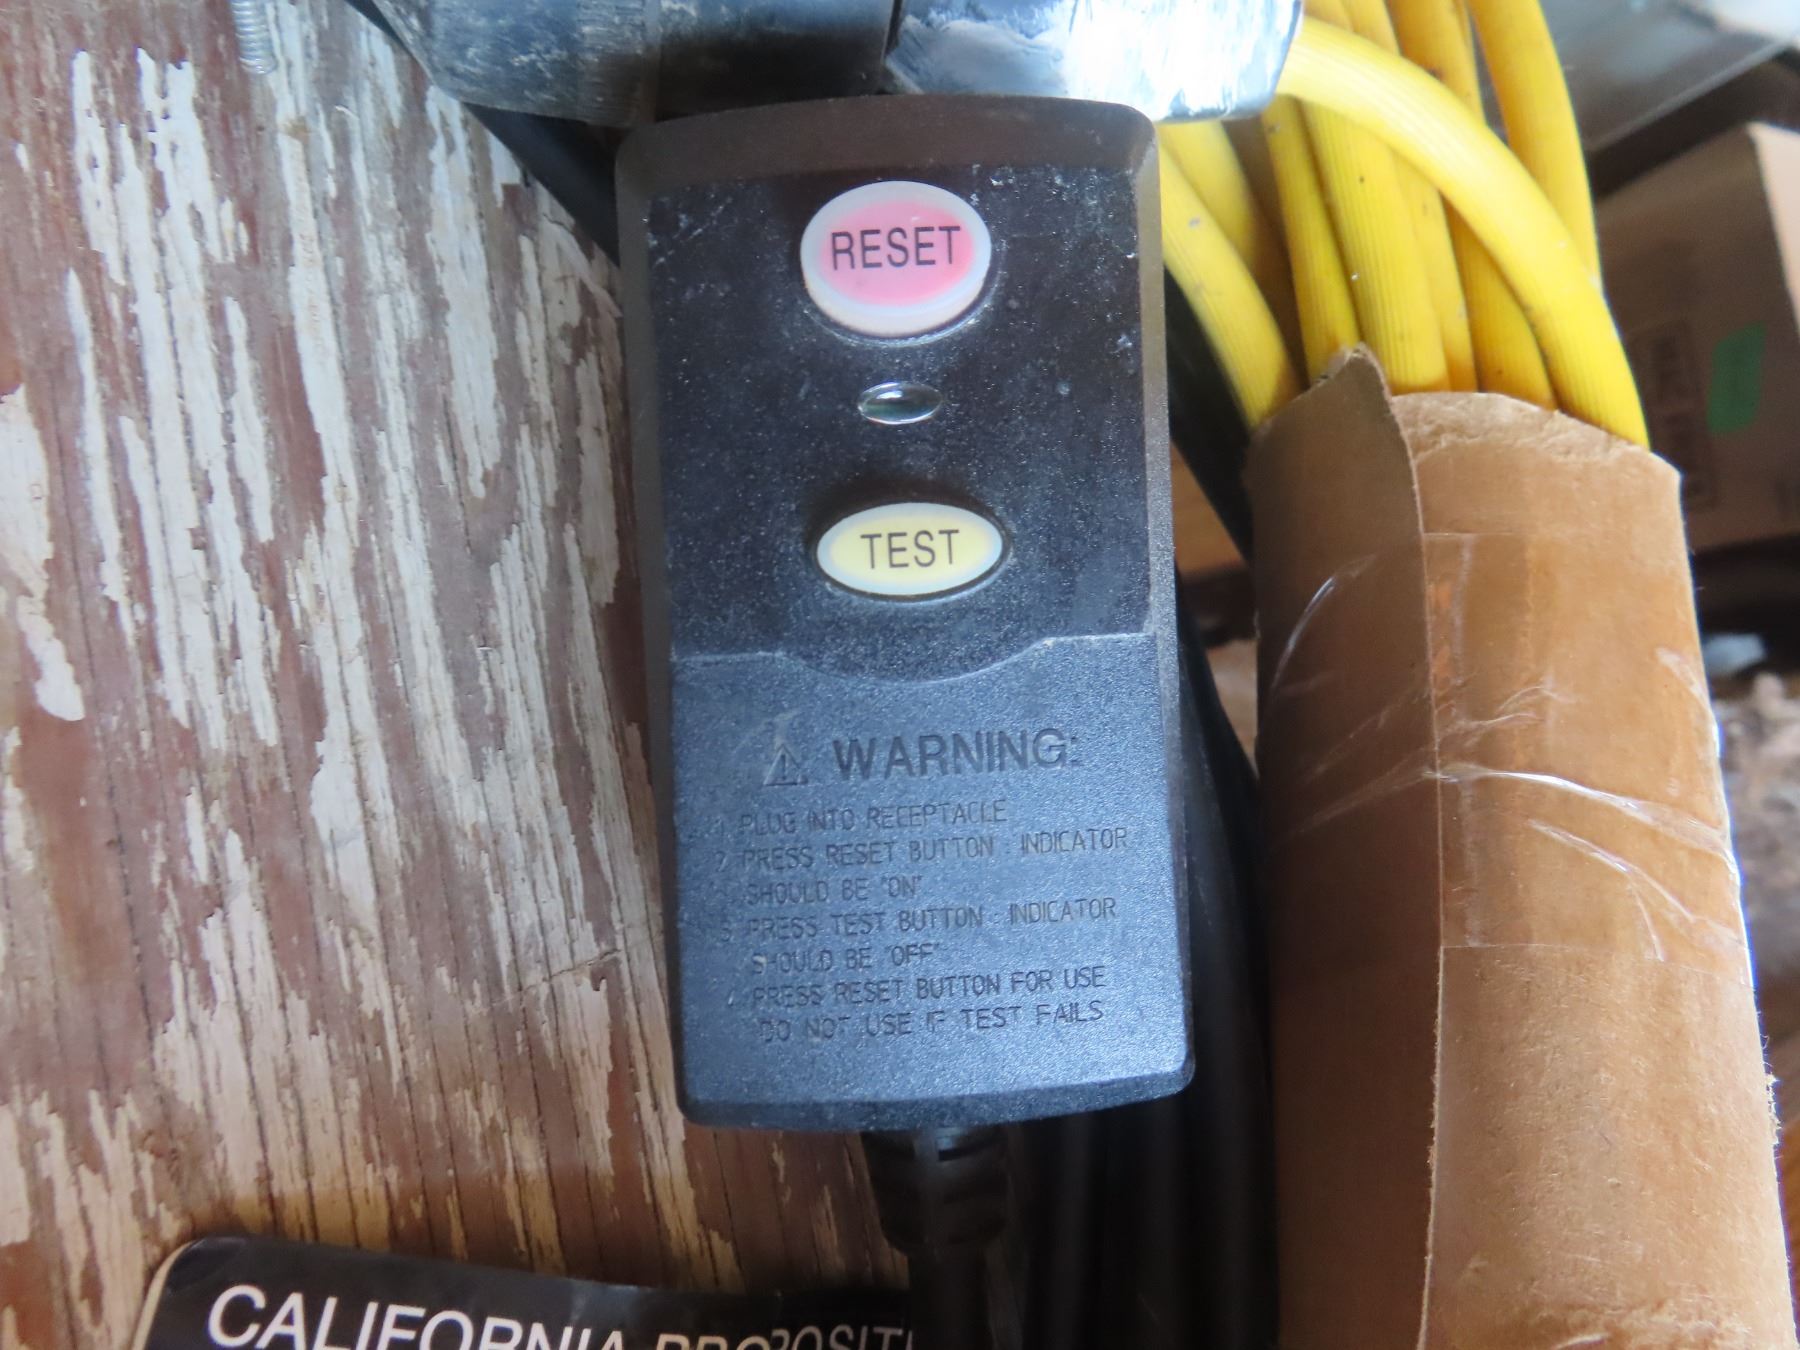 RESET
TEST
WARNING:
1 PLUG INTO RECEPTACLE
2 PRESS RESET BUTTON : INDICATOR
SHOULD BE "ON"
3 PRESS TEST BUTTON : INDICATOR
SHOULD BE "OFF"
4 PRESS RESET BUTTON FOR USE
DO NOT USE IF TEST FAILS
CALIFORNIA PROPOSITI